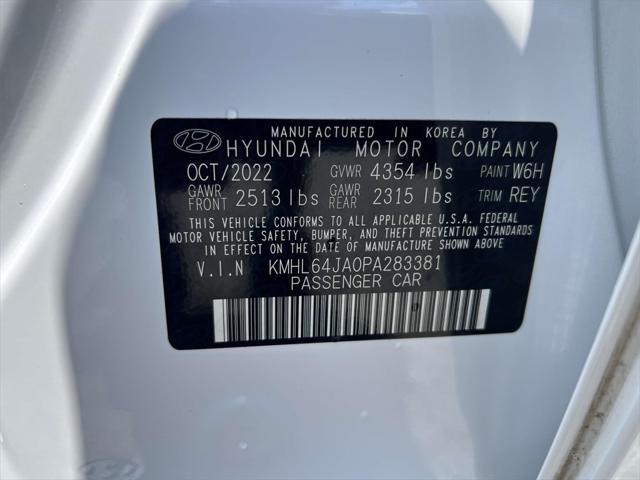 MANUFACTURED IN KOREA BY
HYUNDAI MOTOR COMPANY
OCT/2022 GVWR 4354 lbs PAINT W6H
GAWR FRONT 2513 lbs GAWR REAR 2315 lbs TRIM REY
THIS VEHICLE CONFORMS TO ALL APPLICABLE U.S.A. FEDERAL
MOTOR VEHICLE SAFETY, BUMPER, AND THEFT PREVENTION STANDARDS
IN EFFECT ON THE DATE OF MANUFACTURE SHOWN ABOVE.
V.I.N KMHL64JA0PA283381
PASSENGER CAR